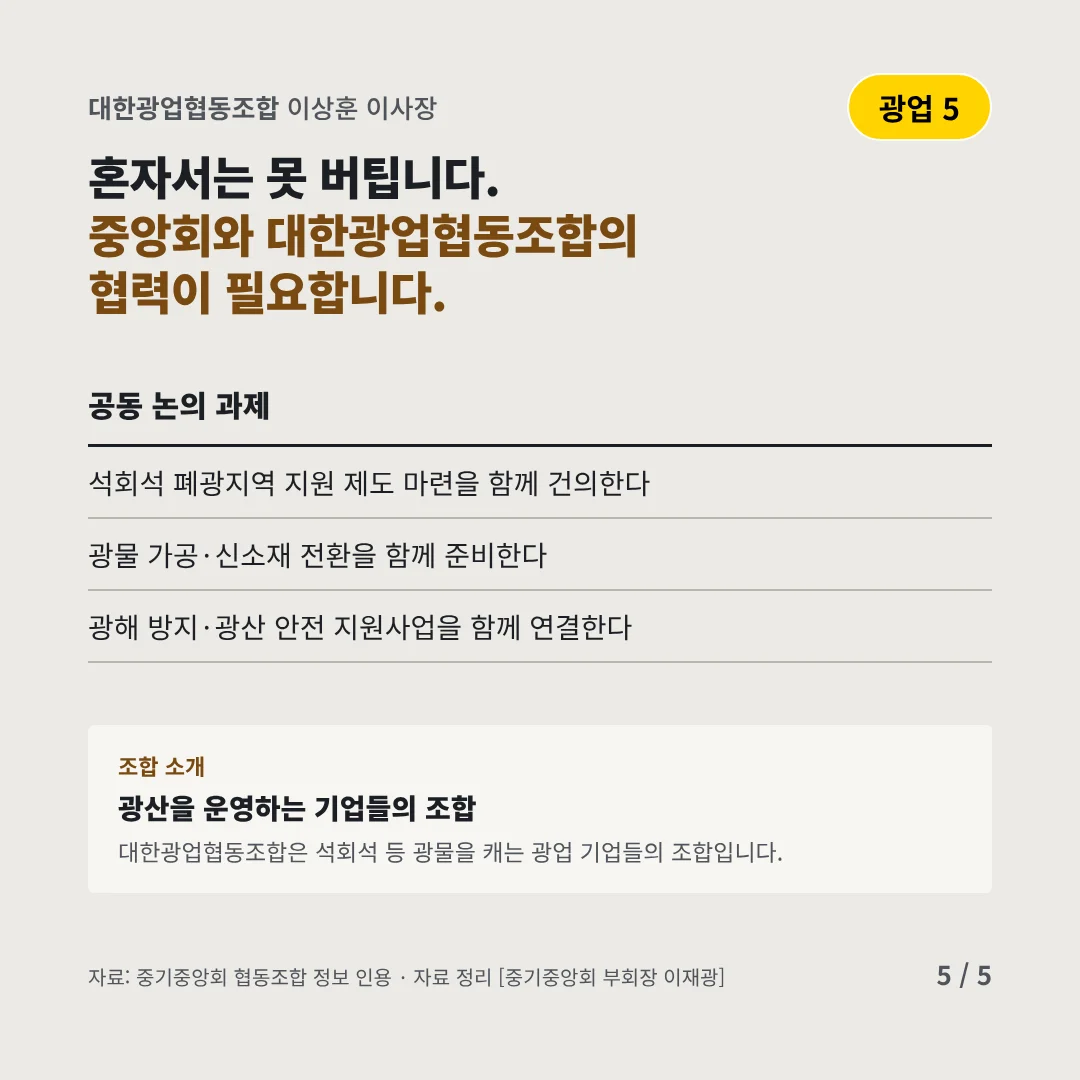 대한광업협동조합 이상훈 이사장
광업 5
혼자서는 못 버팁니다.
중앙회와 대한광업협동조합의
협력이 필요합니다.
공동 논의 과제
석회석 폐광지역 지원 제도 마련을 함께 건의한다
광물 가공·신소재 전환을 함께 준비한다
광해 방지·광산 안전 지원사업을 함께 연결한다
조합 소개
광산을 운영하는 기업들의 조합
대한광업협동조합은 석회석 등 광물을 캐는 광업 기업들의 조합입니다.
자료: 중기중앙회 협동조합 정보 인용 · 자료 정리 [중기중앙회 부회장 이재광]
5 / 5